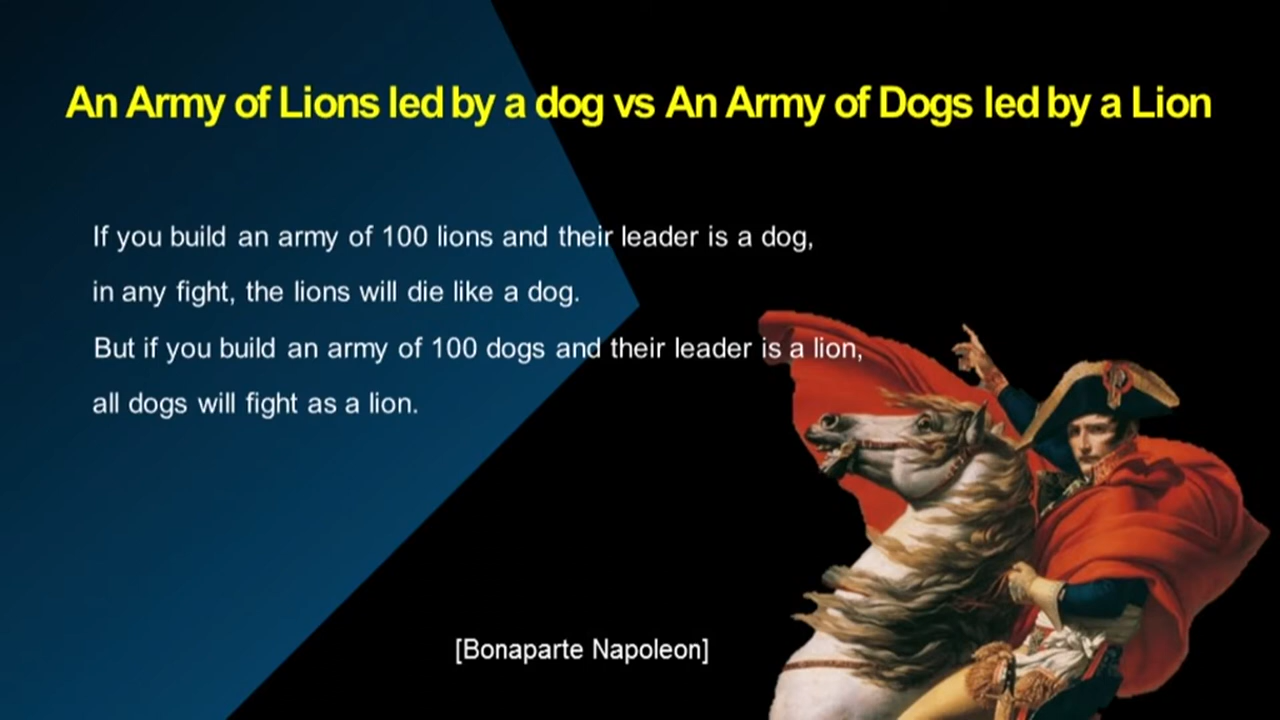 An Army of Lions led by a dog vs An Army of Dogs led by a Lion
If you build an army of 100 lions and their leader is a dog,
in any fight, the lions will die like a dog.
But if you build an army of 100 dogs and their leader is a lion,
all dogs will fight as a lion.
[Bonaparte Napoleon]